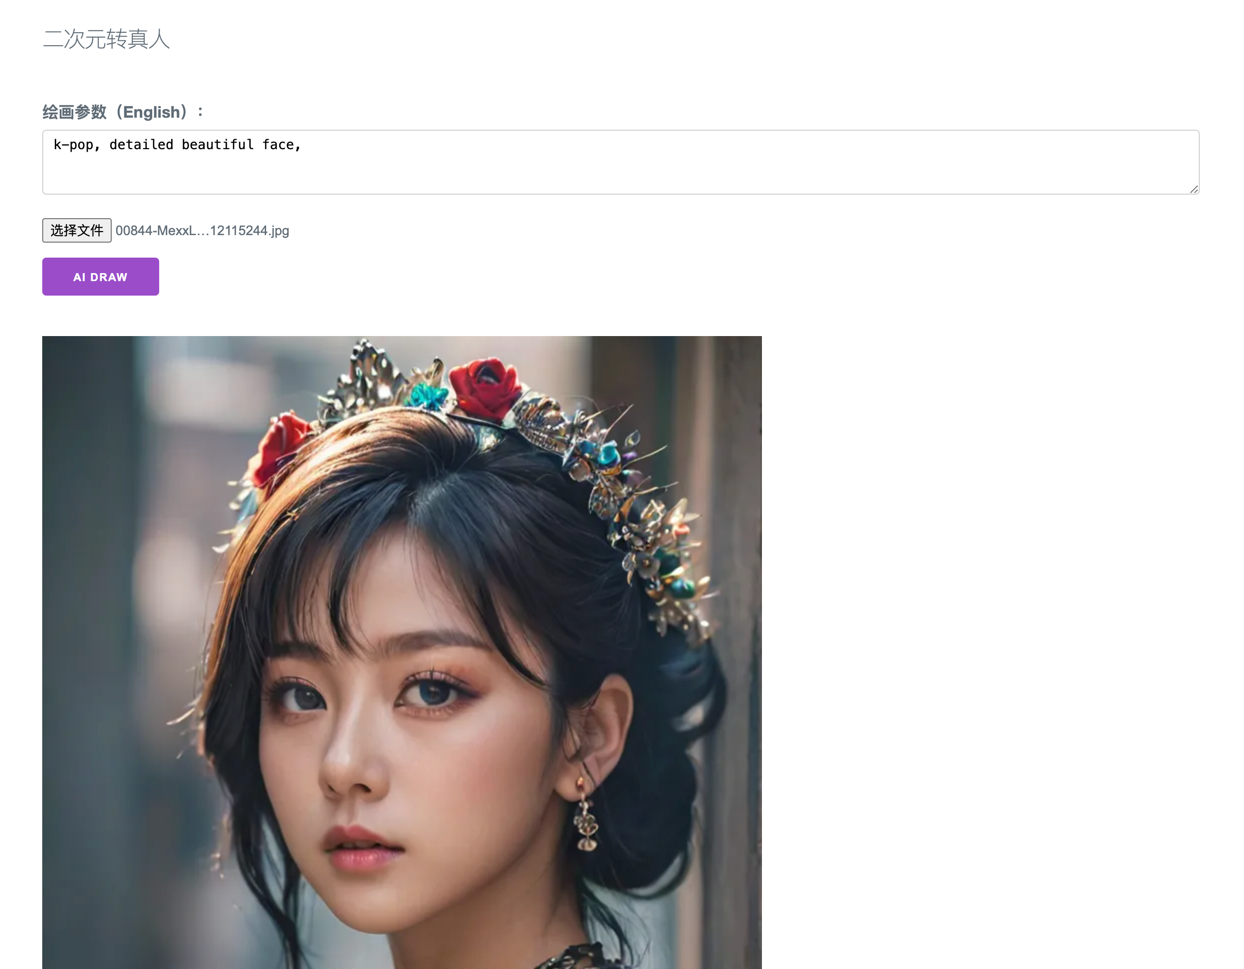 二次元转真人
绘画参数（English）：
k-pop, detailed beautiful face,
选择文件 00844-MexxL...12115244.jpg
AI DRAW